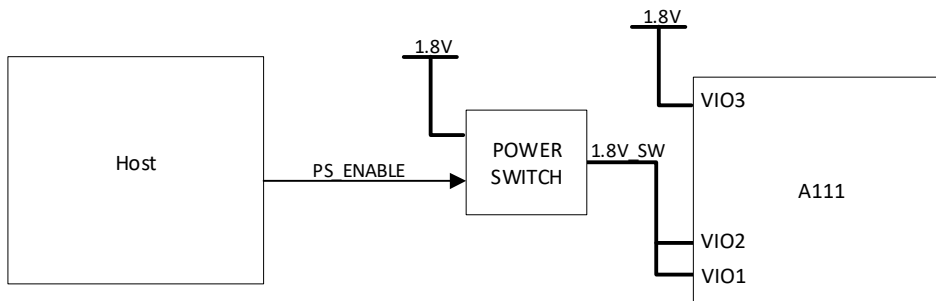 1.8V
1.8V
VIO3
Host
POWER
SWITCH
1.8V_SW
PS_ENABLE
A111
VIO2
VIO1